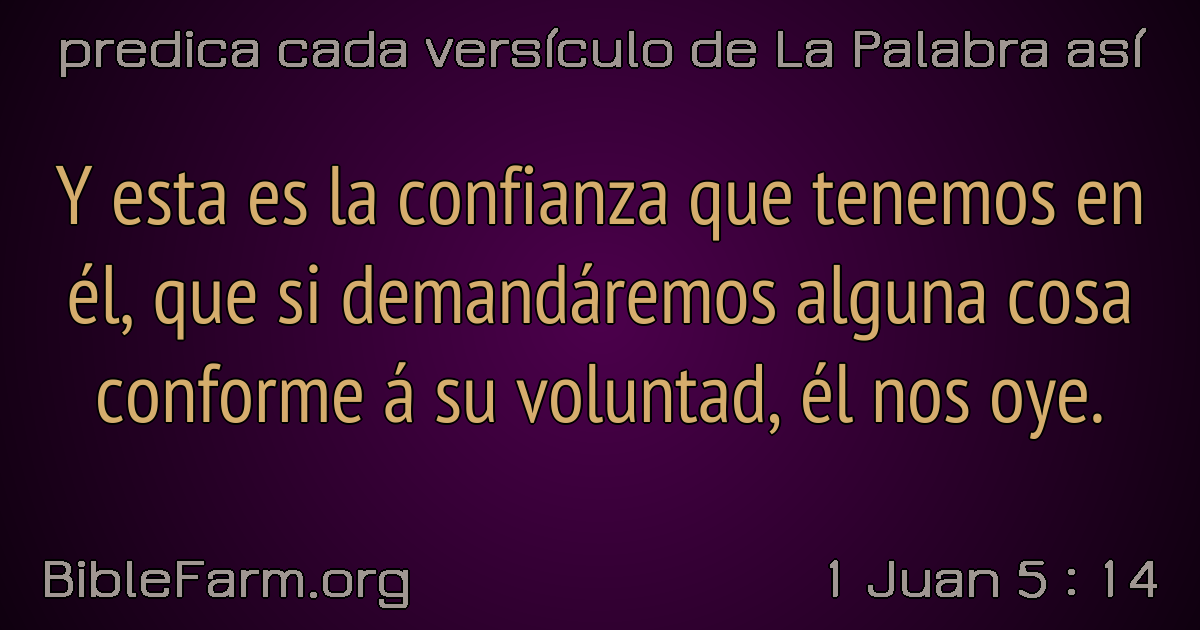 predica cada versículo de La Palabra así
Y esta es la confianza que tenemos en
él, que si demandáremos alguna cosa
conforme á su voluntad, él nos oye.
BibleFarm.org
1 Juan 5 : 14